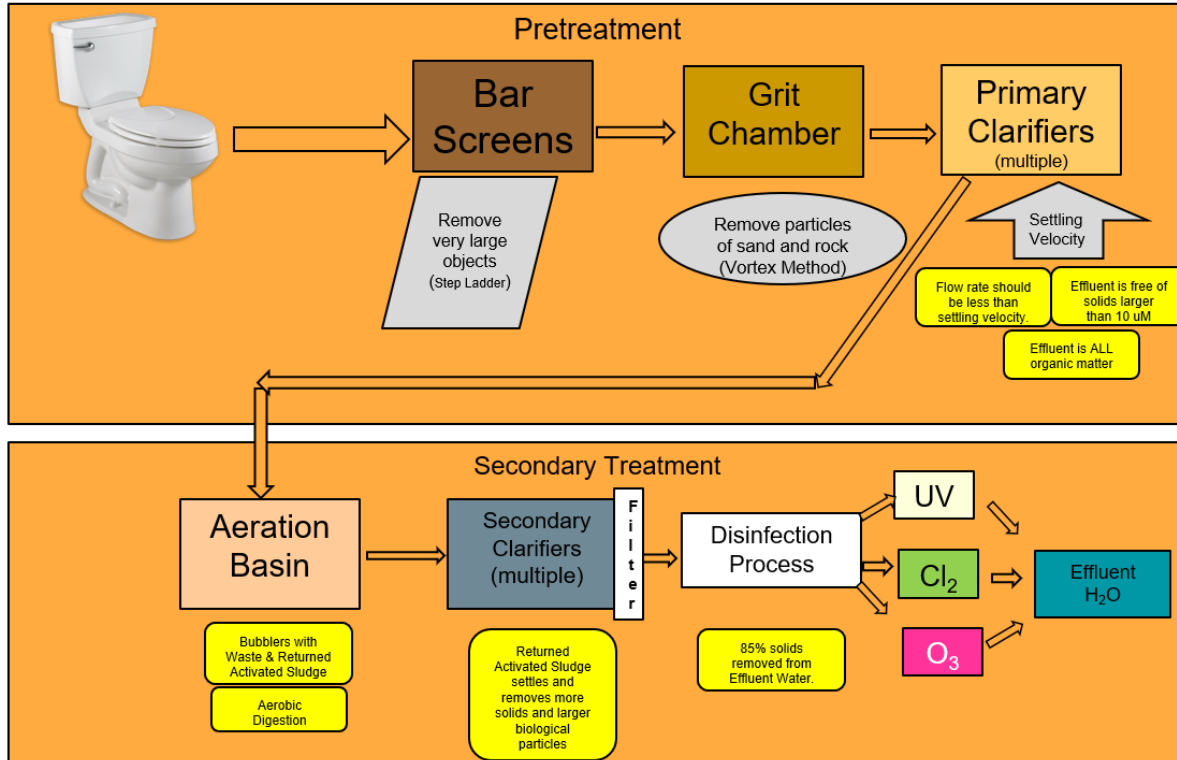 Pretreatment
Bar
Screens
Grit
Chamber
Primary
Clarifiers
(multiple)
Remove
very large
objects
(Step Ladder)
Remove particles
of sand and rock
(Vortex Method)
Settling
Velocity
Flow rate should
be less than
settling velocity.
Effluent is free of
solids larger
than 10 uM
Effluent is ALL
organic matter
Secondary Treatment
Aeration
Basin
Secondary
Clarifiers
(multiple)
Filter
Disinfection
Process
UV
Cl₂
O₃
Effluent
H₂O
Bubblers with
Waste & Returned
Activated Sludge
Aerobic
Digestion
Returned
Activated Sludge
settles and
removes more
solids and larger
biological
particles
85% solids
removed from
Effluent Water.